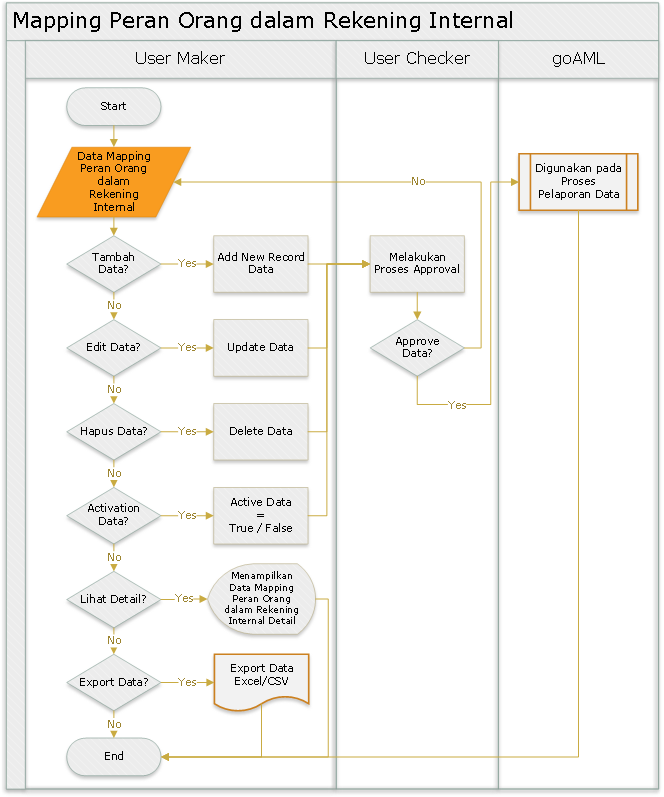 Mapping Peran Orang dalam Rekening Internal
User Maker
User Checker
goAML
Start
Data Mapping
Peran Orang
dalam
Rekening
Internal
No
Digunakan pada
Proses
Pelaporan Data
Tambah
Data?
Yes
Add New Record
Data
Melakukan
Proses Approval
No
Edit Data?
Yes
Update Data
Approve
Data?
No
Yes
Hapus Data?
Yes
Delete Data
No
Activation
Data?
Yes
Active Data
=
True / False
No
Lihat Detail?
Yes
Menampilkan
Data Mapping
Peran Orang
dalam Rekening
Internal Detail
No
Export Data?
Yes
Export Data
Excel/CSV
No
End